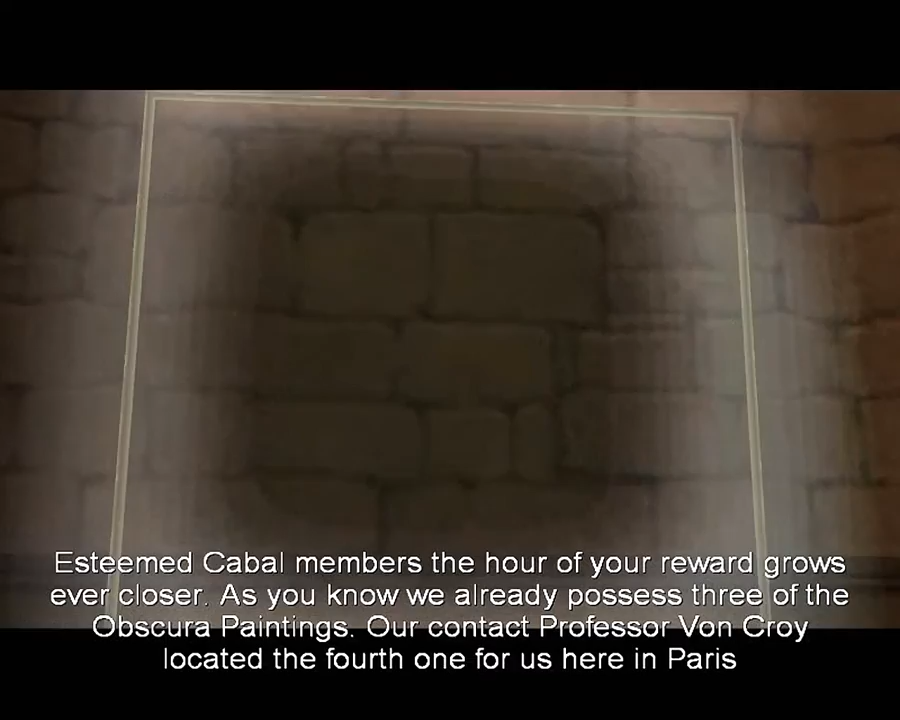 Esteemed Cabal members the hour of your reward grows
ever closer. As you know we already possess three of the
Obscura Paintings. Our contact Professor Von Croy
located the fourth one for us here in Paris